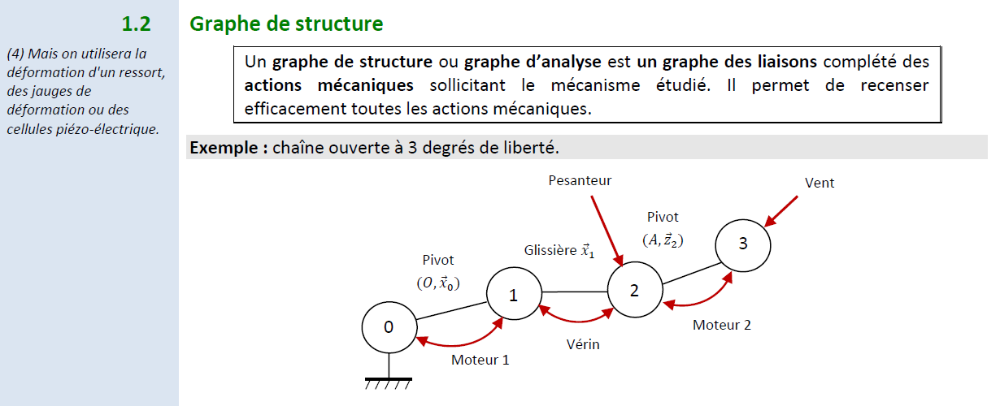 1.2 Graphe de structure
(4) Mais on utilisera la
déformation d'un ressort,
des jauges de
déformation ou des
cellules piézo-électrique.
Un graphe de structure ou graphe d’analyse est un graphe des liaisons complété des
actions mécaniques sollicitant le mécanisme étudié. Il permet de recenser
efficacement toutes les actions mécaniques.
Exemple : chaîne ouverte à 3 degrés de liberté.
Pesanteur
Vent
Pivot
(A, z⃗₂)
3
Glissière x⃗₁
Pivot
(O, x⃗₀)
1
2
0
Moteur 2
Vérin
Moteur 1